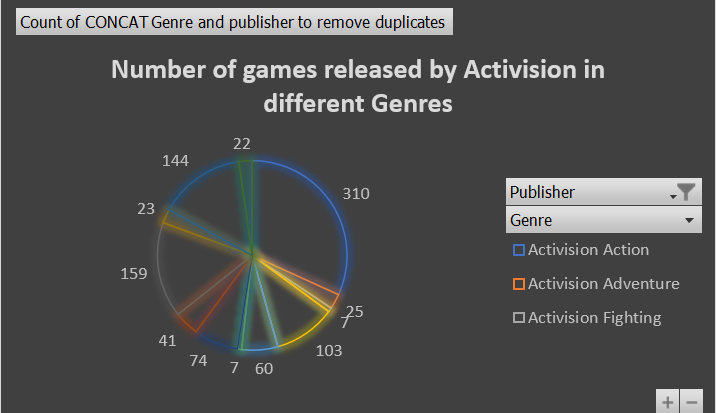 Count of CONCAT Genre and publisher to remove duplicates
Number of games released by Activision in
different Genres
22
144
310
23
159
25
7
41
103
74
7
60
Publisher
Genre
Activision Action
Activision Adventure
Activision Fighting